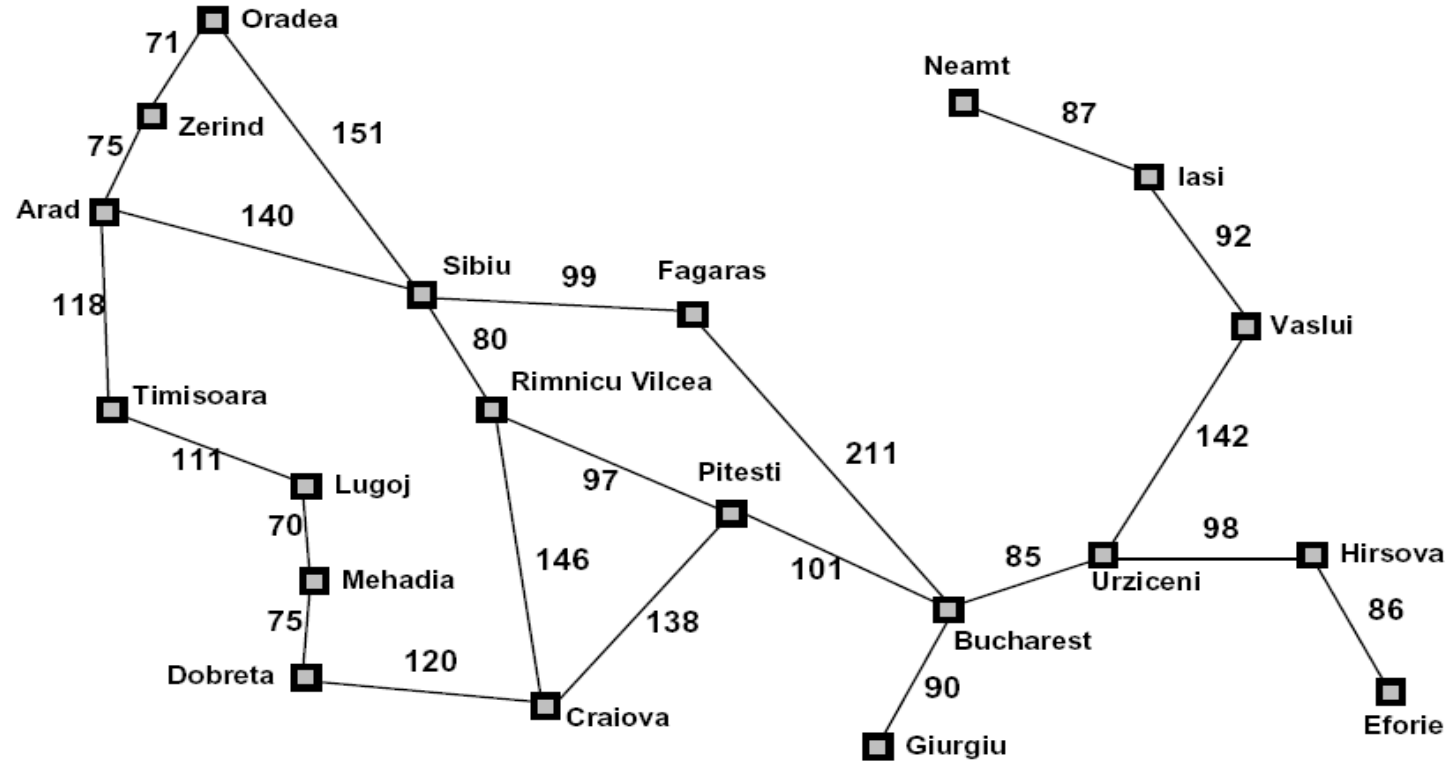 Oradea
71
Neamt
87
Zerind
151
75
Iasi
Arad
140
92
Sibiu
99
Fagaras
118
Vaslui
80
Timisoara
Rimnicu Vilcea
142
111
Lugoj
97
Pitesti
211
70
98
146
101
85
Hirsova
Mehadia
Urziceni
75
138
86
Bucharest
Dobreta
120
90
Craiova
Eforie
Giurgiu